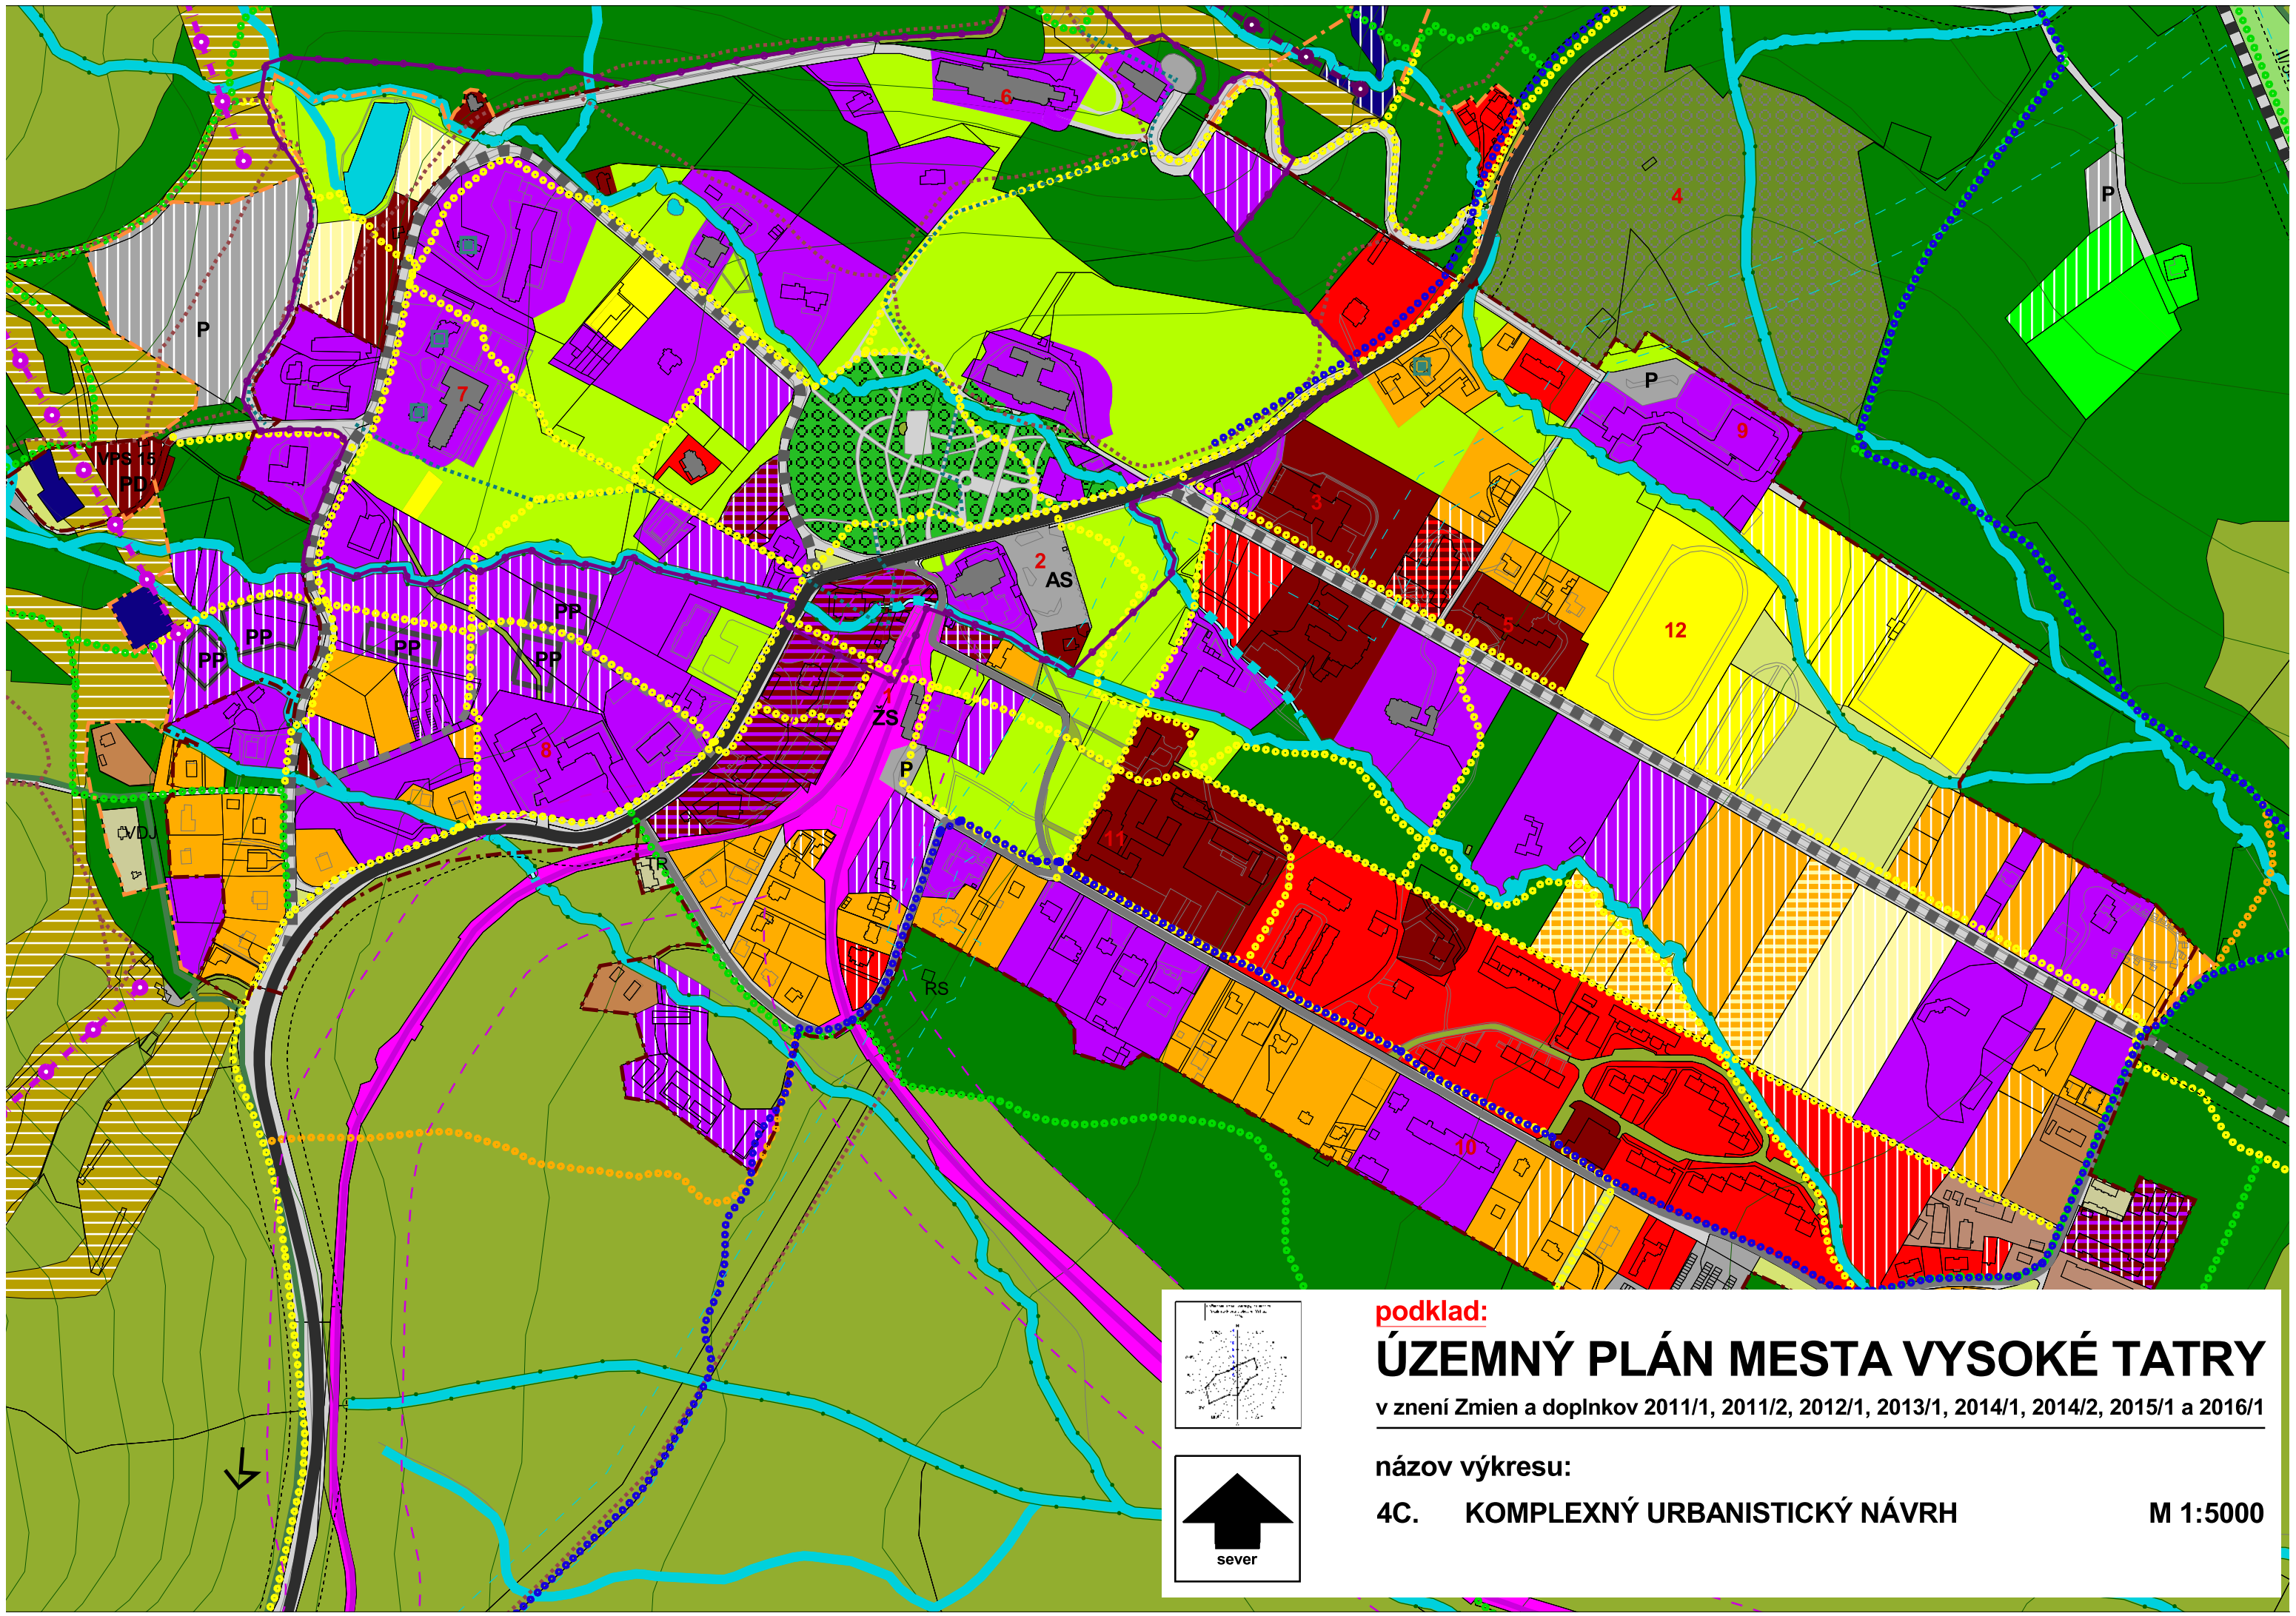 6
4
P
P
7
P
9
VPS 15
PD
3
2
AS
12
PP
PP
PP
PP
PP
5
12
1
ŽS
8
P
VDJ
11
TR
RS
10
podklad:
ÚZEMNÝ PLÁN MESTA VYSOKÉ TATRY
v znení Zmien a doplnkov 2011/1, 2011/2, 2012/1, 2013/1, 2014/1, 2014/2, 2015/1 a 2016/1
názov výkresu:
4C. KOMPLEXNÝ URBANISTICKÝ NÁVRH M 1:5000
sever